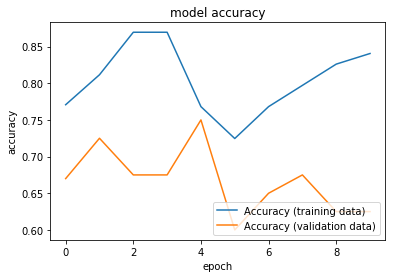 model accuracy
0.85
0.80
0.75
0.70
0.65
0.60
accuracy
Accuracy (training data)
Accuracy (validation data)
0 2 4 6 8
epoch